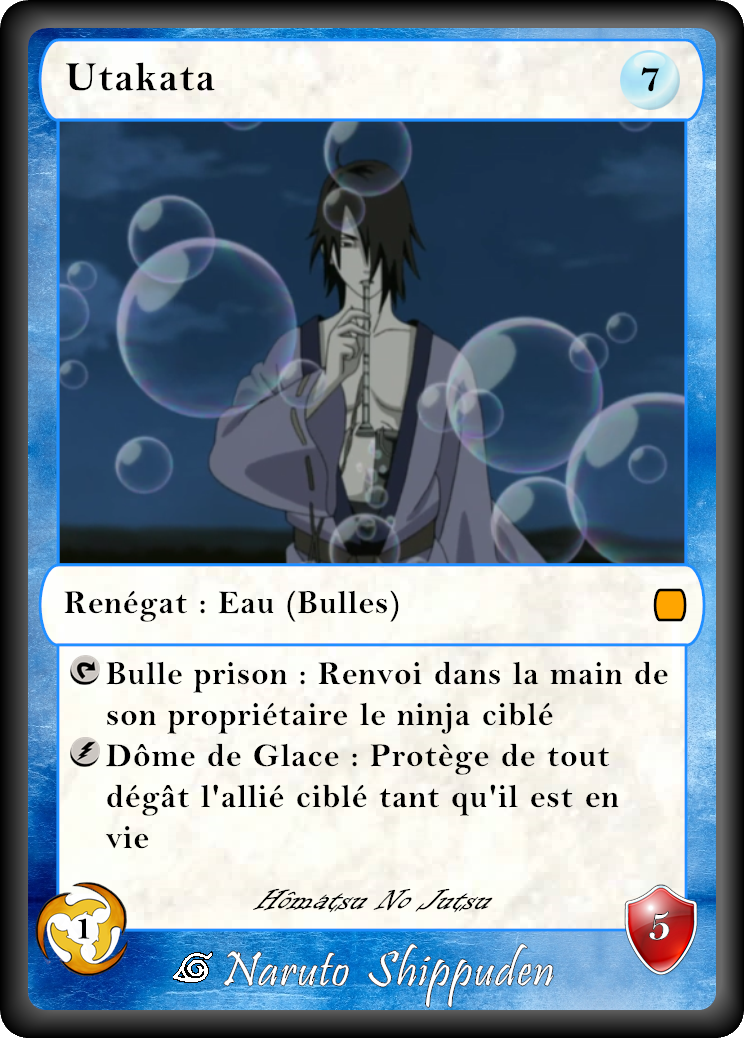 Utakata
7
Renégat : Eau (Bulles)
Bulle prison : Renvoi dans la main de
son propriétaire le ninja ciblé
Dôme de Glace : Protège de tout
dégât l'allié ciblé tant qu'il est en
vie
Hômatsu No Jutsu
1
5
Naruto Shippuden